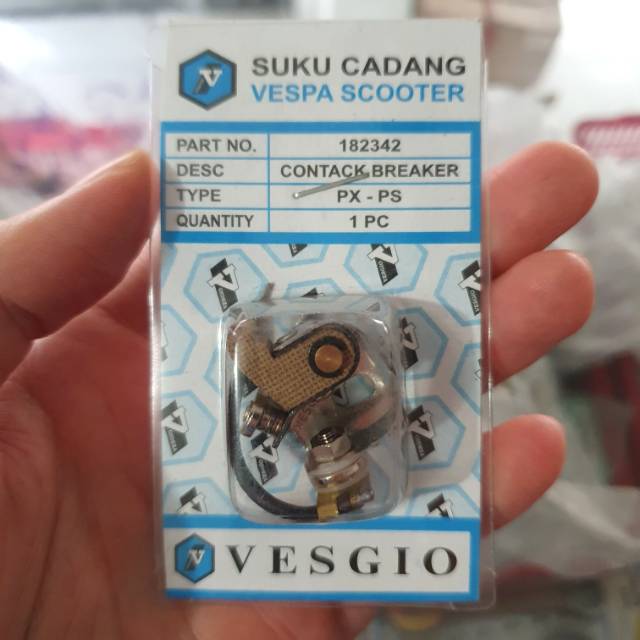 SUKU CADANG
VESPA SCOOTER
PART NO. 182342
DESC CONTACK BREAKER
TYPE PX - PS
QUANTITY 1 PC
VESGIO